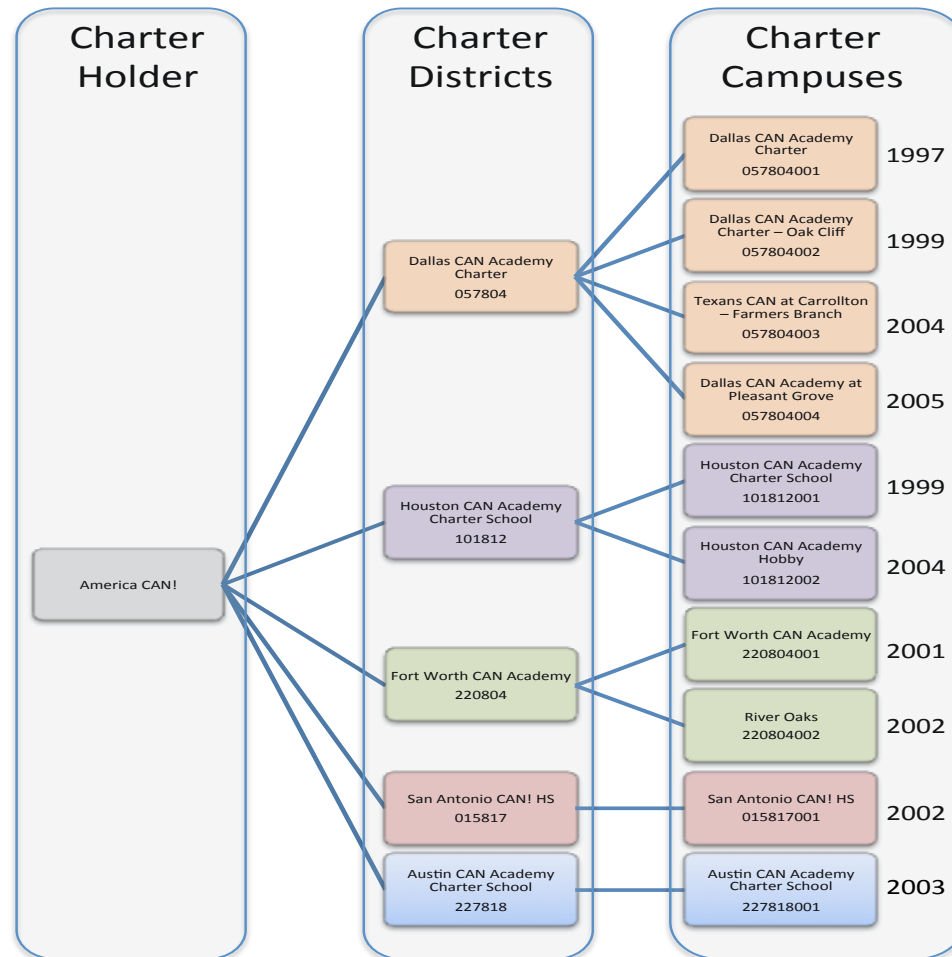 Charter
Holder
America CAN!
Charter
Districts
Dallas CAN Academy
Charter
057804
Houston CAN Academy
Charter School
101812
Fort Worth CAN Academy
220804
San Antonio CAN! HS
015817
Austin CAN Academy
Charter School
227818
Charter
Campuses
Dallas CAN Academy
Charter
057804001
1997
Dallas CAN Academy
Charter – Oak Cliff
057804002
1999
Texans CAN at Carrollton
– Farmers Branch
057804003
2004
Dallas CAN Academy at
Pleasant Grove
057804004
2005
Houston CAN Academy
Charter School
101812001
1999
Houston CAN Academy
Hobby
101812002
2004
Fort Worth CAN Academy
220804001
2001
River Oaks
220804002
2002
San Antonio CAN! HS
015817001
2002
Austin CAN Academy
Charter School
227818001
2003